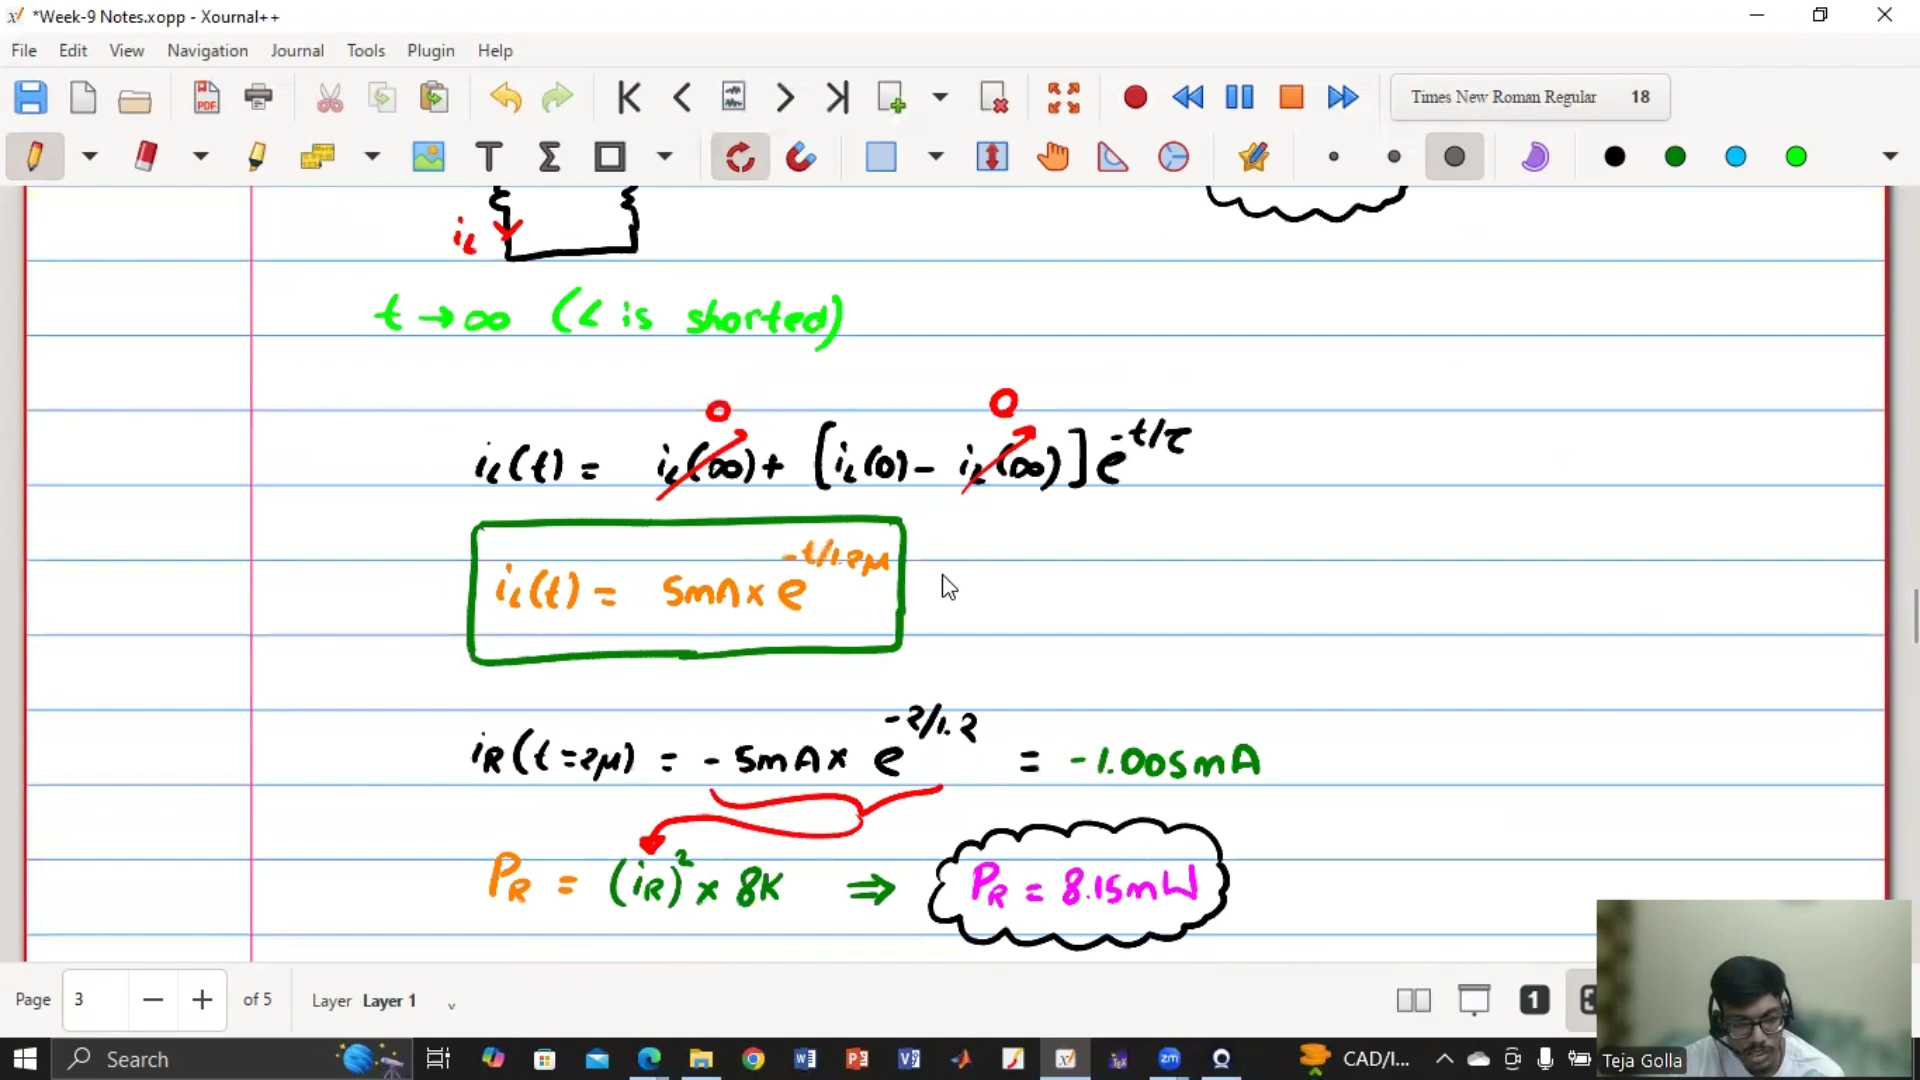 *Week-9 Notes.xopp - Xournal++
File Edit View Navigation Journal Tools Plugin Help
Times New Roman Regular 18
iL
t → ∞ (L is shorted)
0 0
iL(t) = iL(∞) + [iL(0) - iL(∞)] e^-t/τ
iL(t) = 5mA x e^-t/1.2μ
iR(t=2μ) = -5mA x e^-2/1.2 = -1.005mA
PR = (iR)^2 x 8K ⇒ PR = 8.15mW
Page 3 of 5 Layer Layer 1
1
Search
CAD/I...
Teja Golla